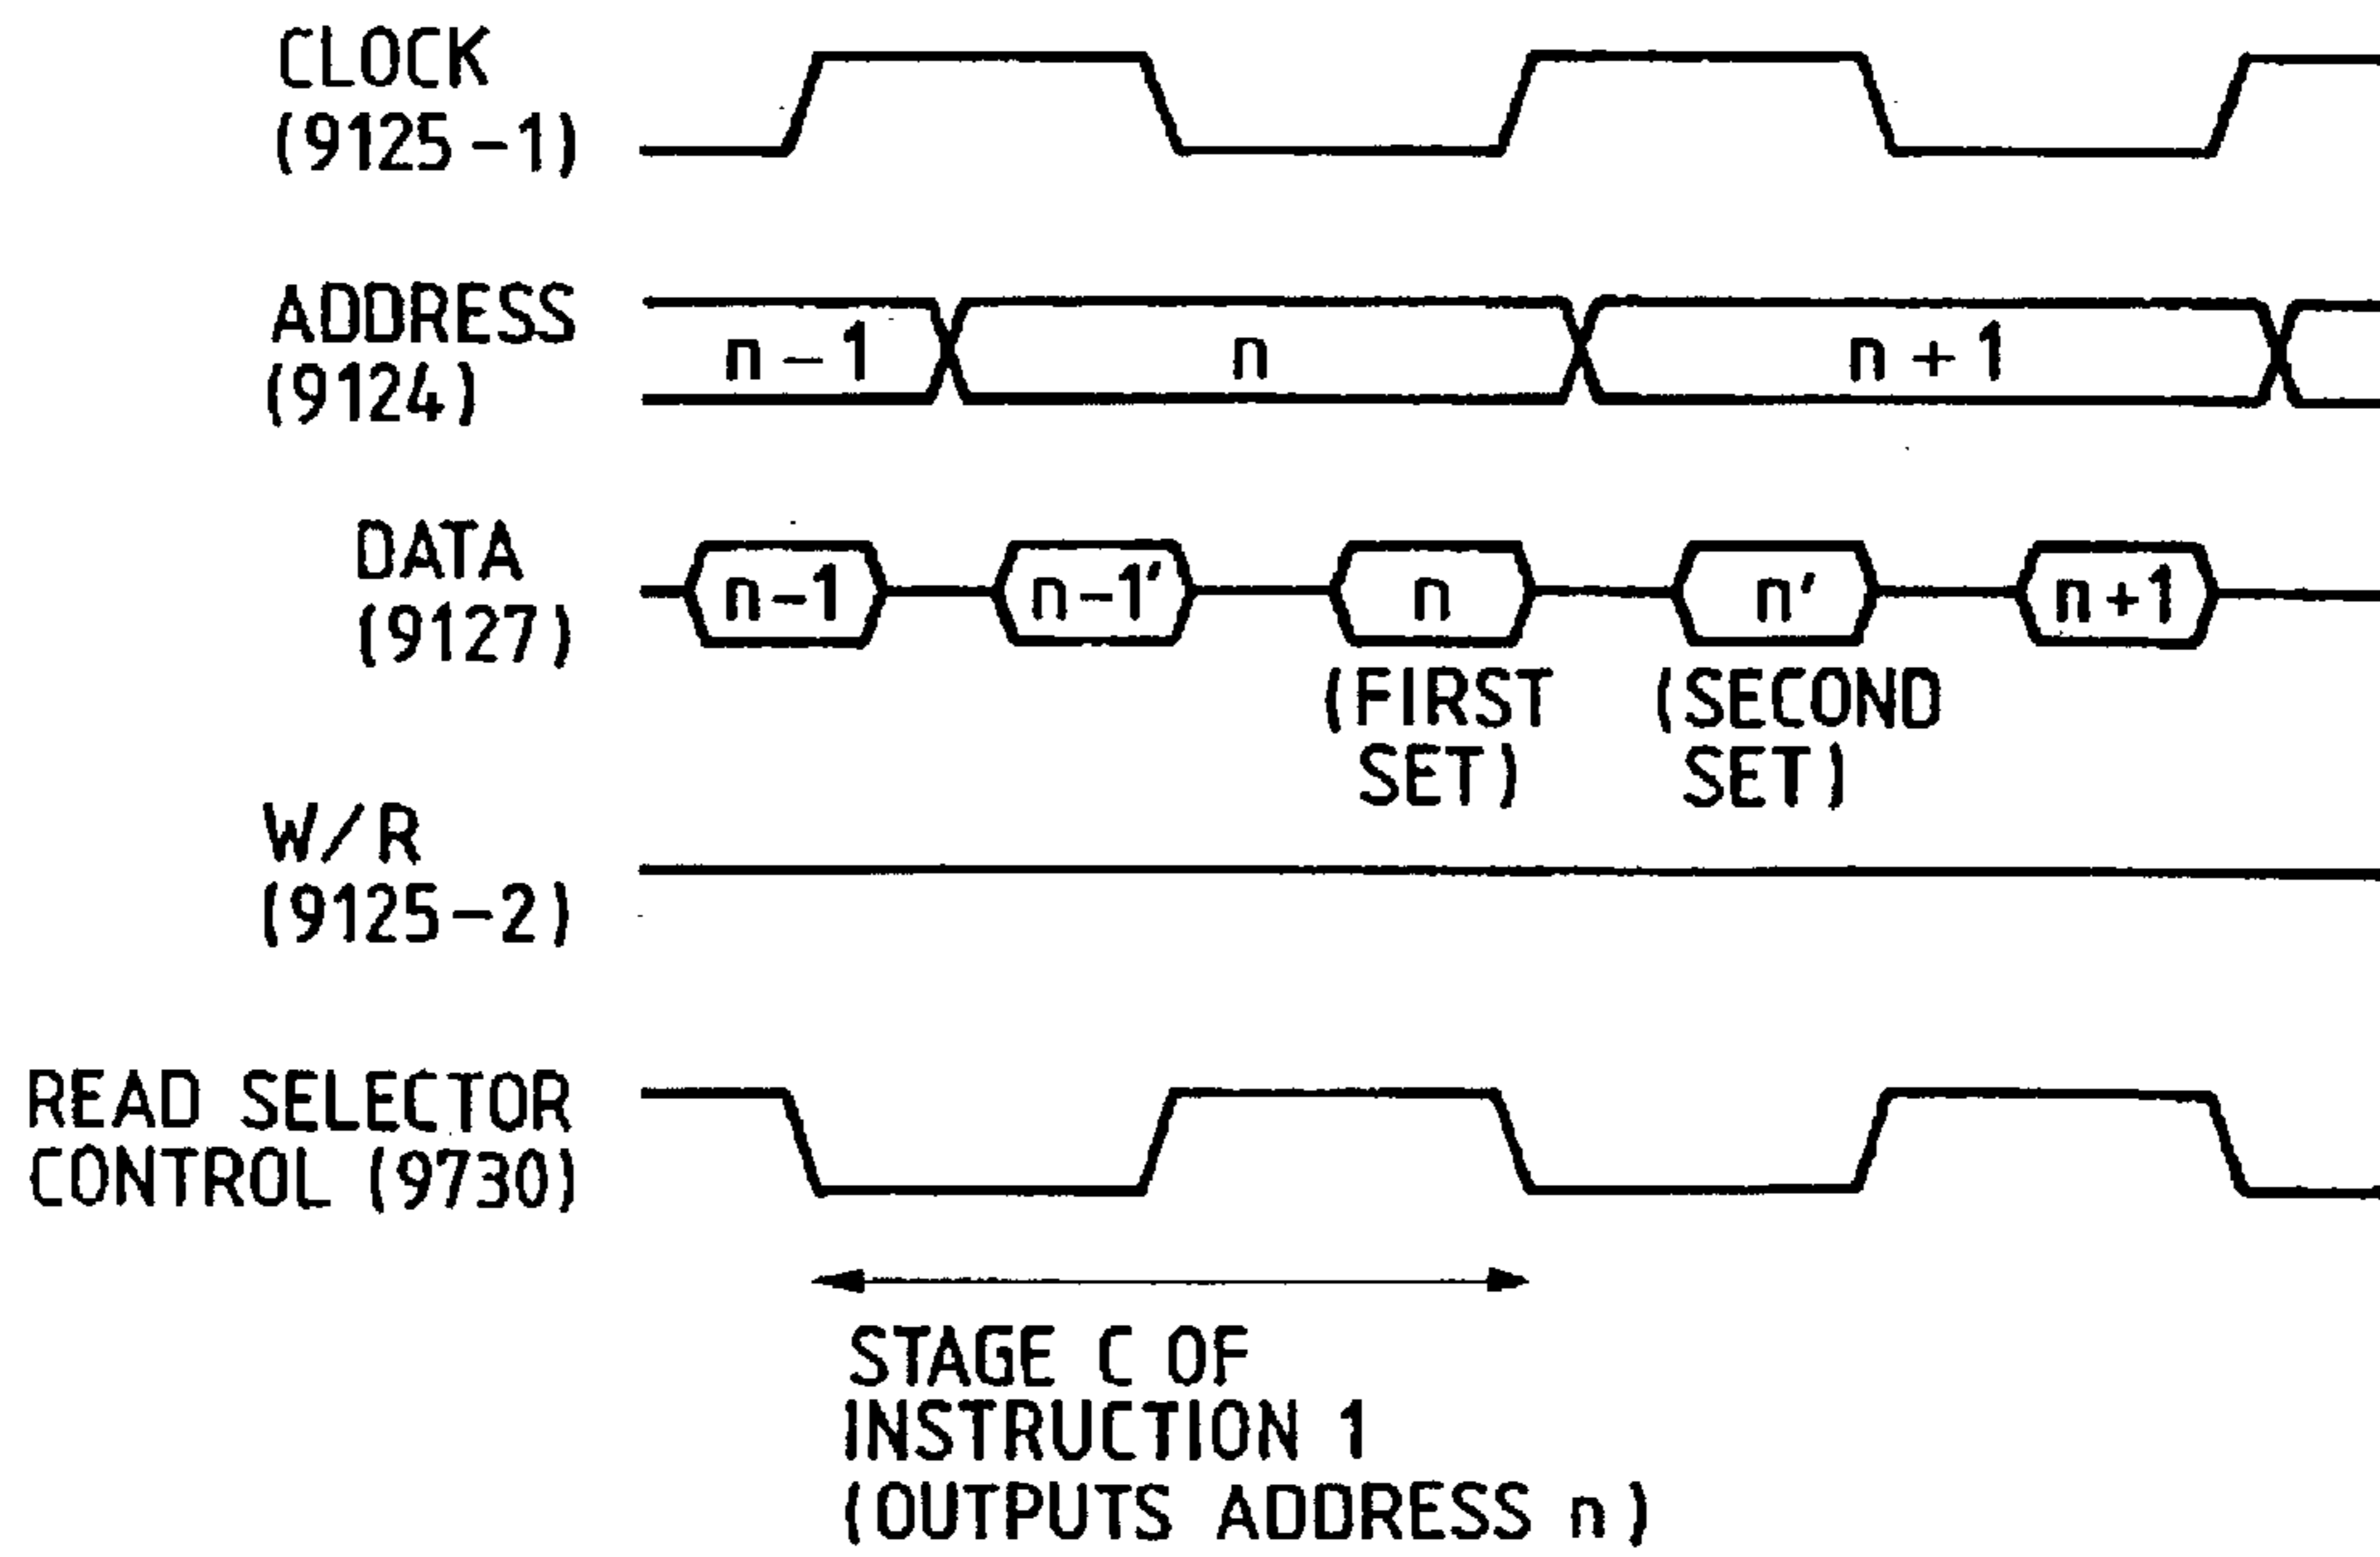 CLOCK
(9125-1)
ADDRESS
(9124)
n-1 n n+1
DATA
(9127)
n-1 n-1′ n n′ n+1
(FIRST SET) (SECOND SET)
W/R
(9125-2)
READ SELECTOR
CONTROL (9730)
STAGE C OF
INSTRUCTION 1
(OUTPUTS ADDRESS n)